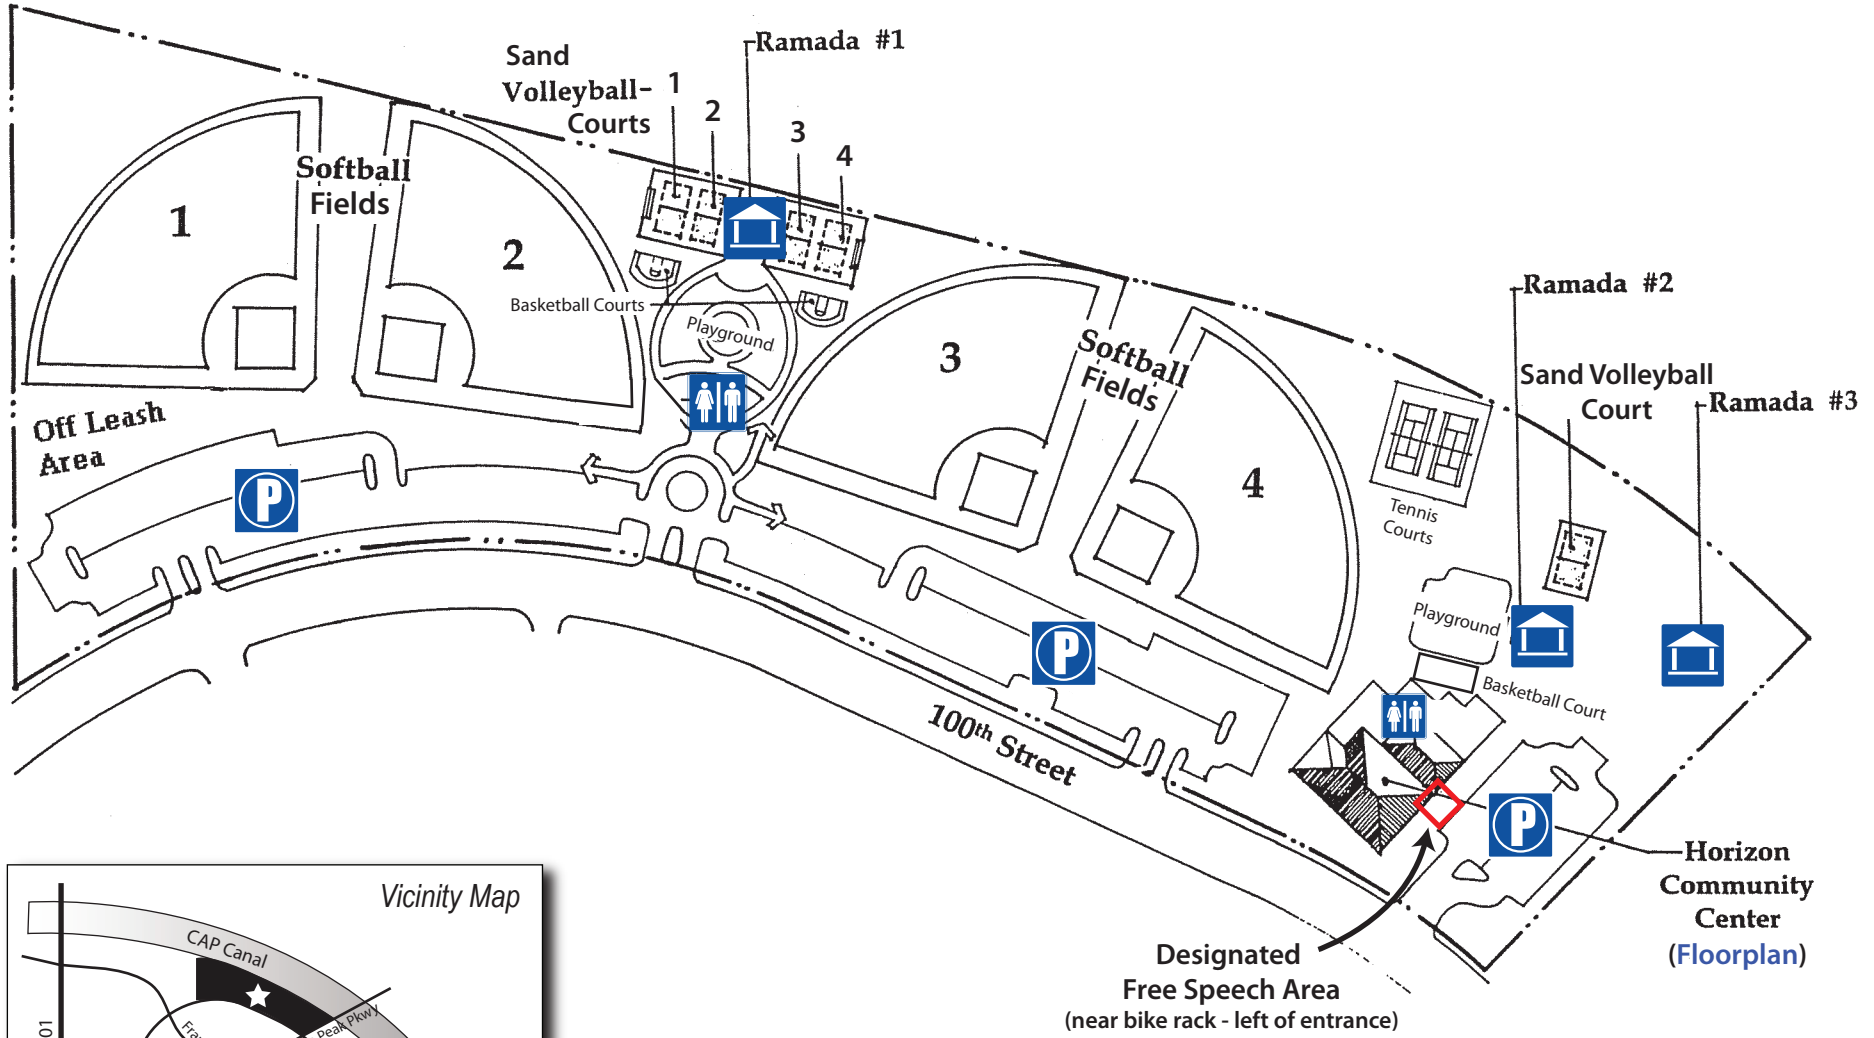 Ramada #1
Sand
Volleyball-
Courts
1
2
3
4
Softball
Fields
1
2
Basketball Courts
Playground
Off Leash
Area
P
3
Softball
Fields
4
Ramada #2
Sand Volleyball
Court
Ramada #3
Tennis
Courts
Playground
Basketball Court
P
100th Street
P
Horizon
Community
Center
(Floorplan)
Designated
Free Speech Area
(near bike rack - left of entrance)
Vicinity Map
CAP Canal
Peak Pkwy
01